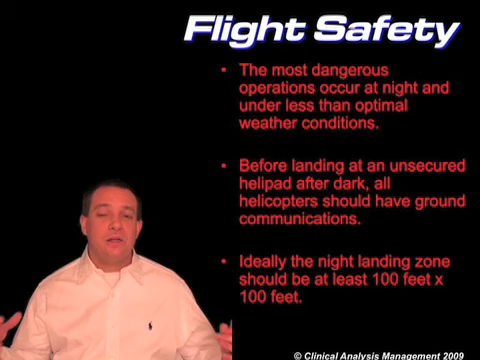 Flight Safety
• The most dangerous
operations occur at night and
under less than optimal
weather conditions.
• Before landing at an unsecured
helipad after dark, all
helicopters should have ground
communications.
• Ideally the night landing zone
should be at least 100 feet x
100 feet.
© Clinical Analysis Management 2009